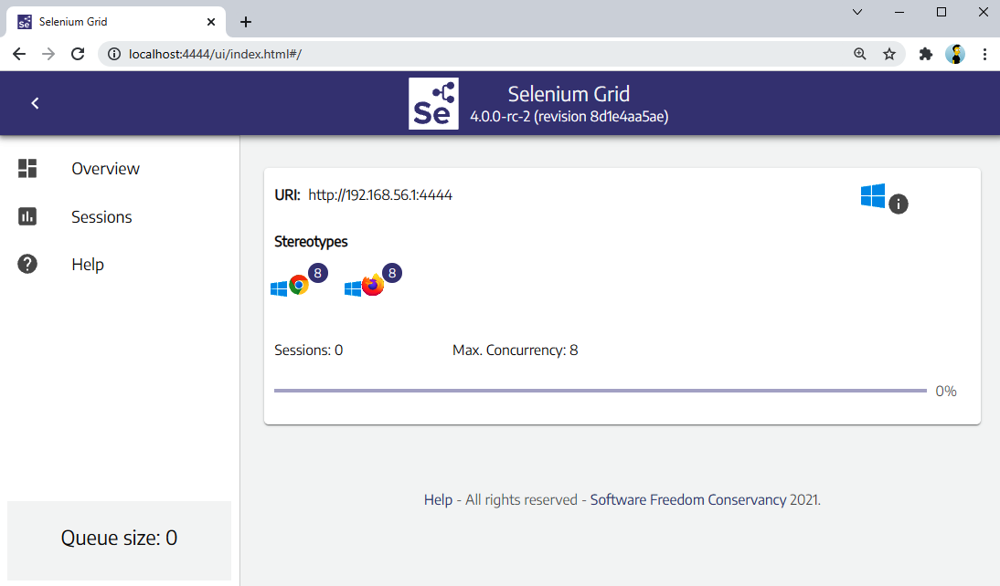 Selenium Grid
localhost:4444/ui/index.html#/
Se
Selenium Grid
4.0.0-rc-2 (revision 8d1e4aa5ae)
Overview
Sessions
Help
Queue size: 0
URI: http://192.168.56.1:4444
Stereotypes
8 8
Sessions: 0 Max. Concurrency: 8
0%
Help - All rights reserved - Software Freedom Conservancy 2021.